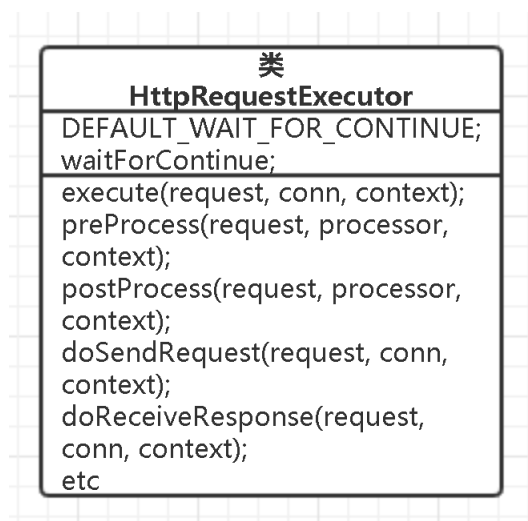 类
HttpRequestExecutor
DEFAULT_WAIT_FOR_CONTINUE;
waitForContinue;
execute(request, conn, context);
preProcess(request, processor,
context);
postProcess(request, processor,
context);
doSendRequest(request, conn,
context);
doReceiveResponse(request,
conn, context);
etc